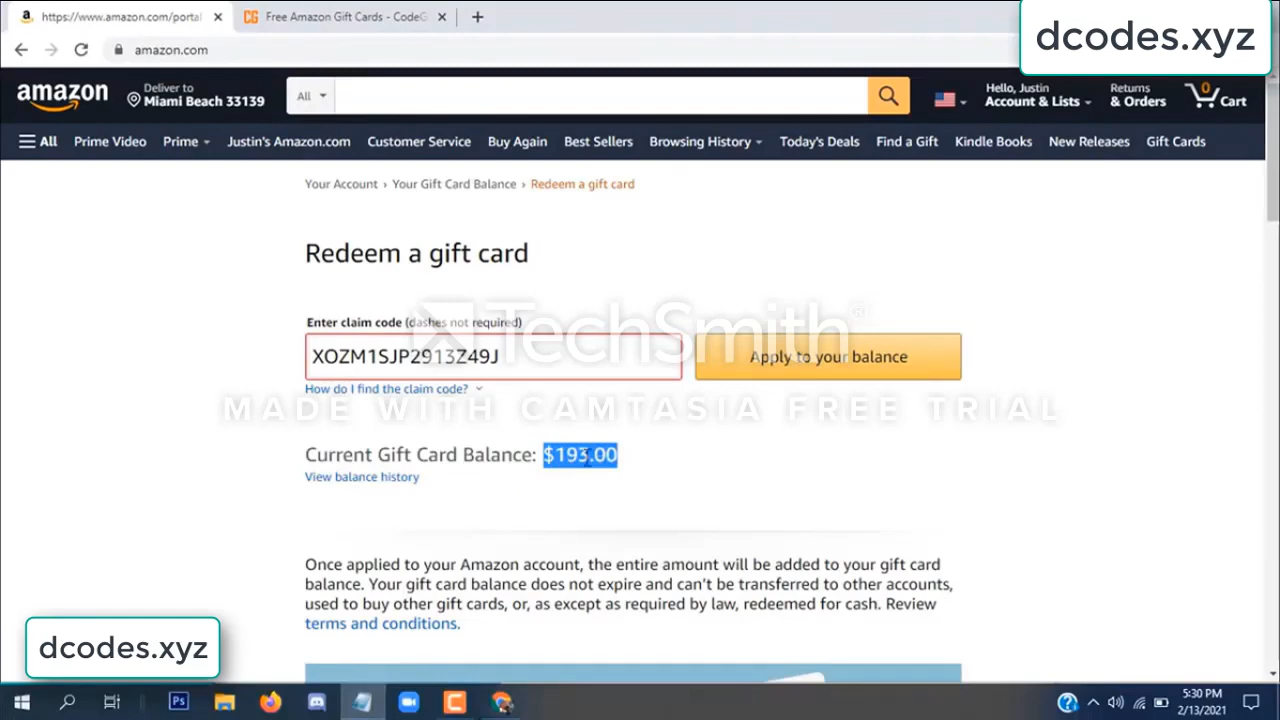 https://www.amazon.com/portal
Free Amazon Gift Cards - CodeG
dcodes.xyz
amazon.com
amazon
Deliver to
Miami Beach 33139
All
Hello, Justin
Account & Lists
Returns
& Orders
0
Cart
All Prime Video Prime Justin's Amazon.com Customer Service Buy Again Best Sellers Browsing History Today's Deals Find a Gift Kindle Books New Releases Gift Cards
Your Account › Your Gift Card Balance › Redeem a gift card
Redeem a gift card
TechSmith®
Enter claim code (dashes not required)
XOZM1SJP2913Z49J
Apply to your balance
How do I find the claim code?
MADE WITH CAMTASIA FREE TRIAL
Current Gift Card Balance: $193.00
View balance history
Once applied to your Amazon account, the entire amount will be added to your gift card
balance. Your gift card balance does not expire and can't be transferred to other accounts,
used to buy other gift cards, or, as except as required by law, redeemed for cash. Review
terms and conditions.
dcodes.xyz
Ps
5:30 PM
2/13/2021